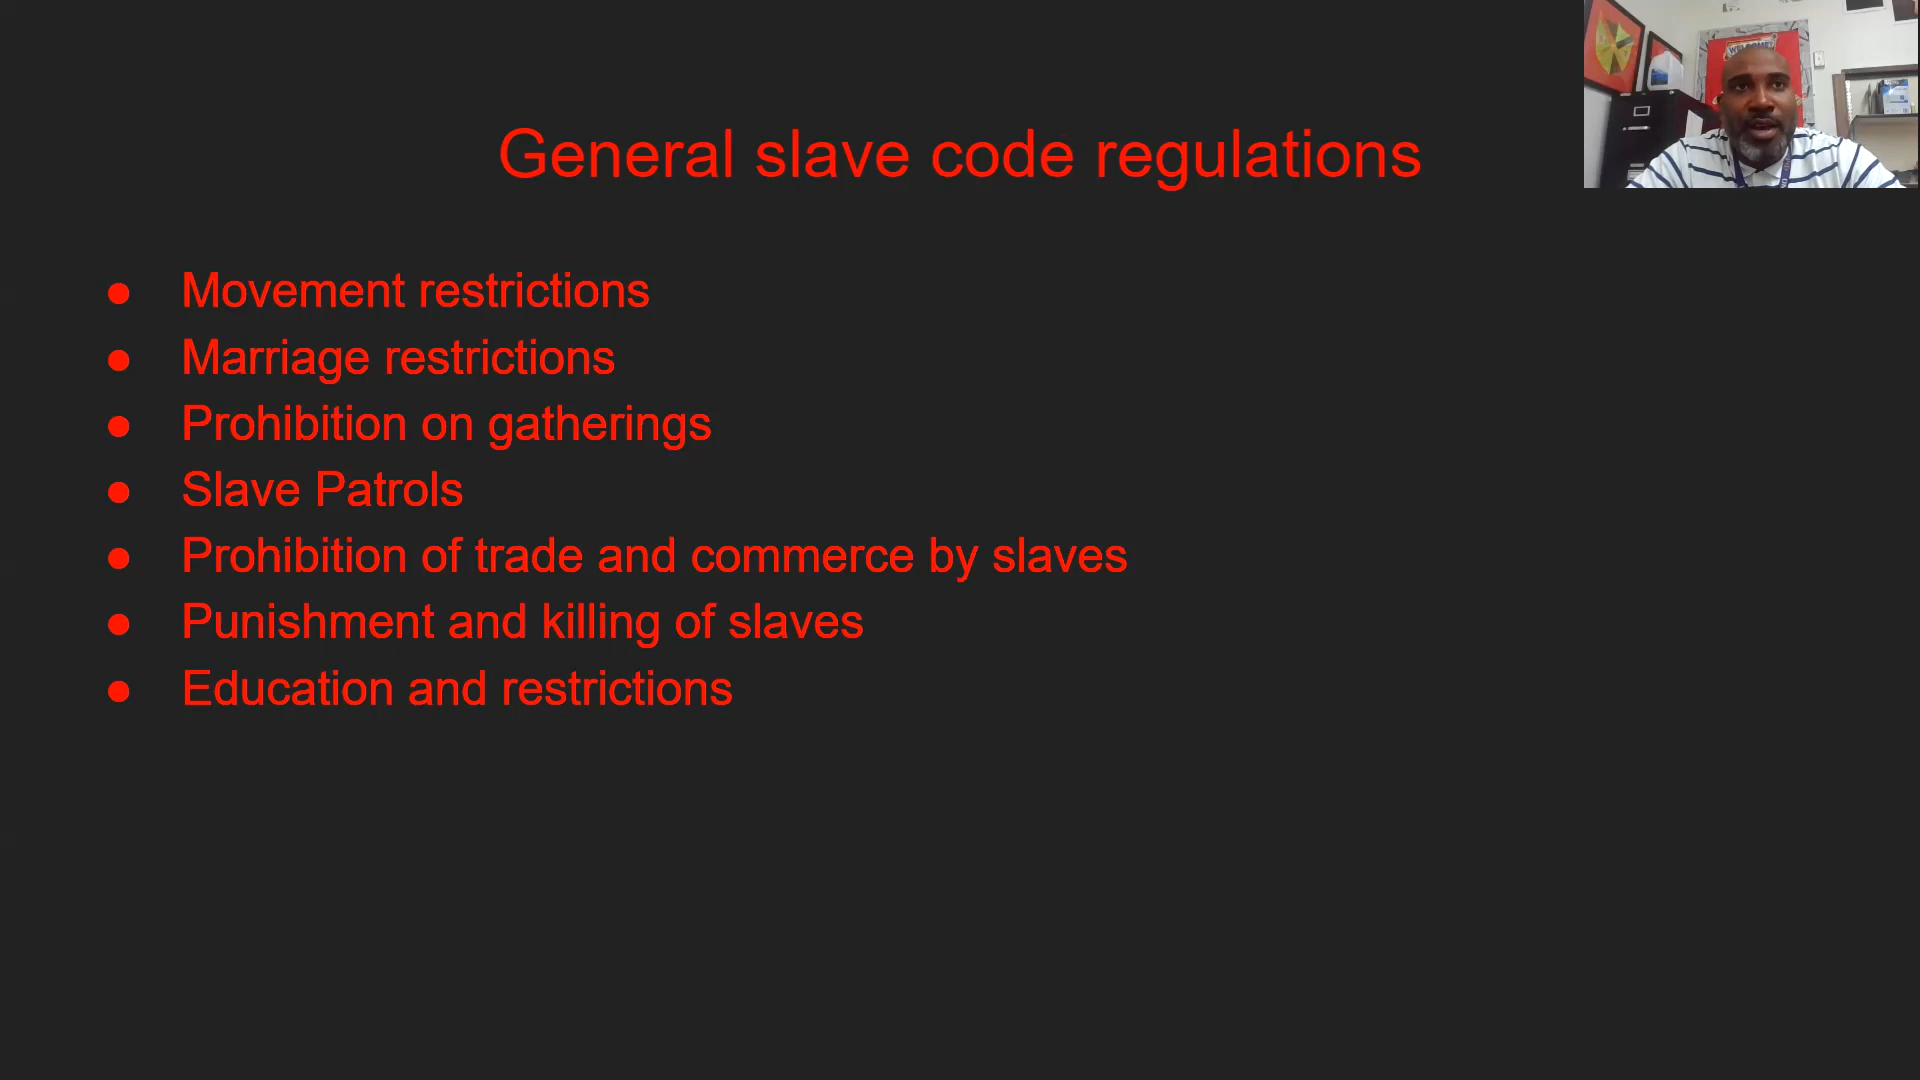 General slave code regulations
WELCOME!
● Movement restrictions
● Marriage restrictions
● Prohibition on gatherings
● Slave Patrols
● Prohibition of trade and commerce by slaves
● Punishment and killing of slaves
● Education and restrictions